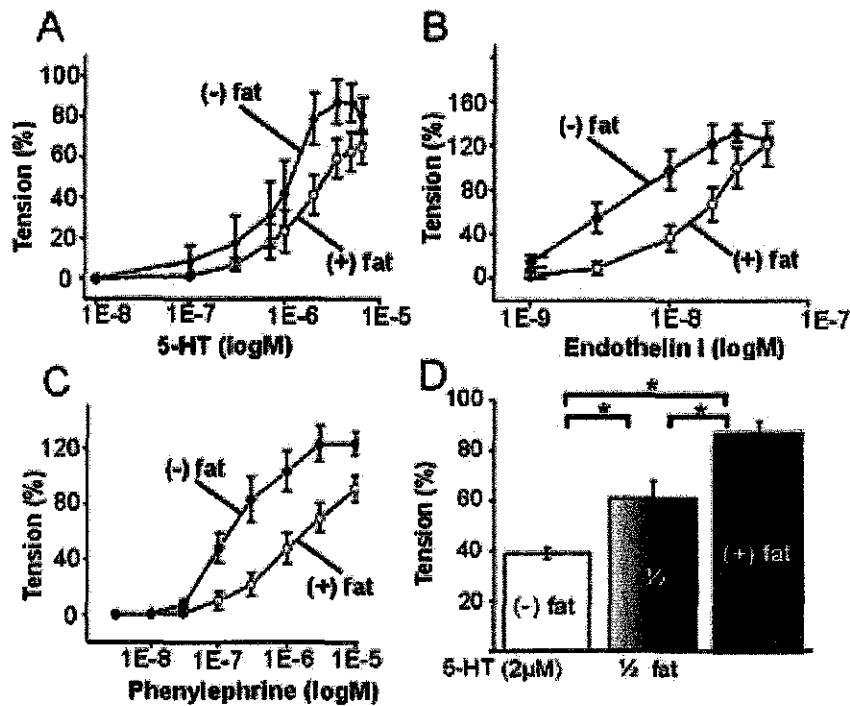 A
Tension (%)
100
80
60
40
20
0
(-) fat
(+) fat
1E-8 1E-7 1E-6 1E-5
5-HT (logM)
B
Tension (%)
160
120
80
40
0
(-) fat
(+) fat
1E-9 1E-8 1E-7
Endothelin I (logM)
C
Tension (%)
120
80
40
0
(-) fat
(+) fat
1E-8 1E-7 1E-6 1E-5
Phenylephrine (logM)
D
Tension (%)
100
80
60
40
20
*
* *
(-) fat
½
(+) fat
5-HT (2µM) ½ fat